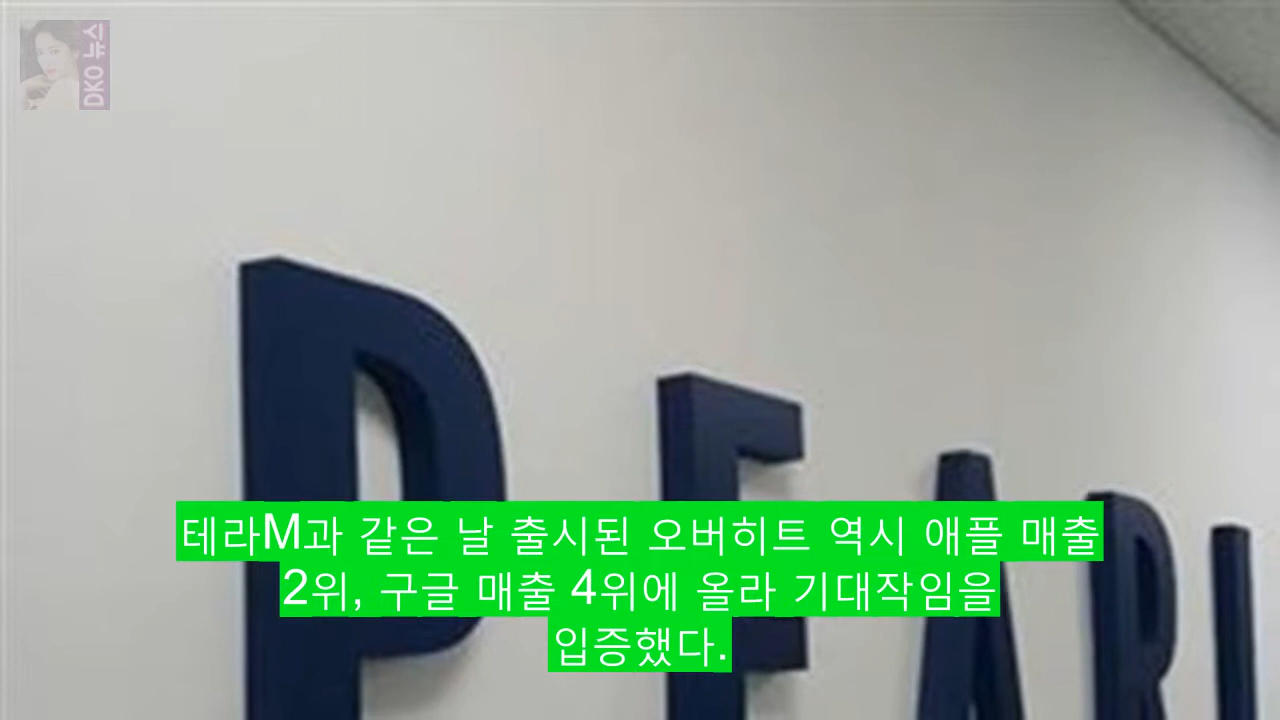 DKO 뉴스
PEARL
테라M과 같은 날 출시된 오버히트 역시 애플 매출
2위, 구글 매출 4위에 올라 기대작임을
입증했다.